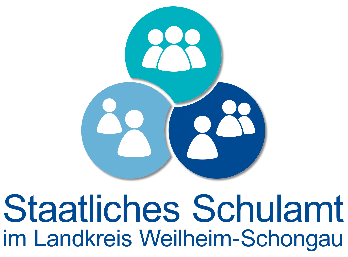 Staatliches Schulamt
im Landkreis Weilheim-Schongau